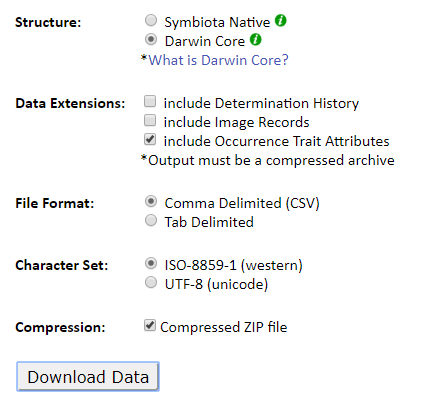 Structure: Symbiota Native
Darwin Core
*What is Darwin Core?
Data Extensions: include Determination History
include Image Records
include Occurrence Trait Attributes
*Output must be a compressed archive
File Format: Comma Delimited (CSV)
Tab Delimited
Character Set: ISO-8859-1 (western)
UTF-8 (unicode)
Compression: Compressed ZIP file
Download Data